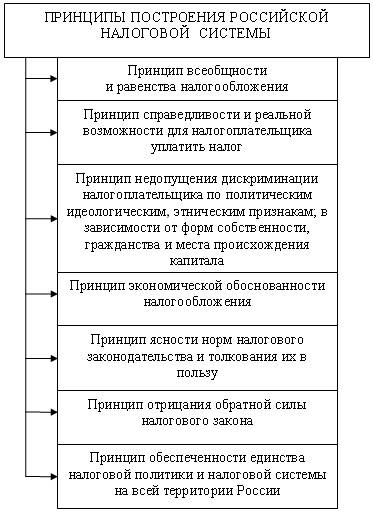 ПРИНЦИПЫ ПОСТРОЕНИЯ РОССИЙСКОЙ
НАЛОГОВОЙ СИСТЕМЫ
Принцип всеобщности
и равенства налогообложения
Принцип справедливости и реальной
возможности для налогоплательщика
уплатить налог
Принцип недопущения дискриминации
налогоплательщика по политическим
идеологическим, этническим признакам; в
зависимости от форм собственности,
гражданства и места происхождения
капитала
Принцип экономической обоснованности
налогообложения
Принцип ясности норм налогового
законодательства и толкования их в
пользу
Принцип отрицания обратной силы
налогового закона
Принцип обеспеченности единства
налоговой политики и налоговой системы
на всей территории России